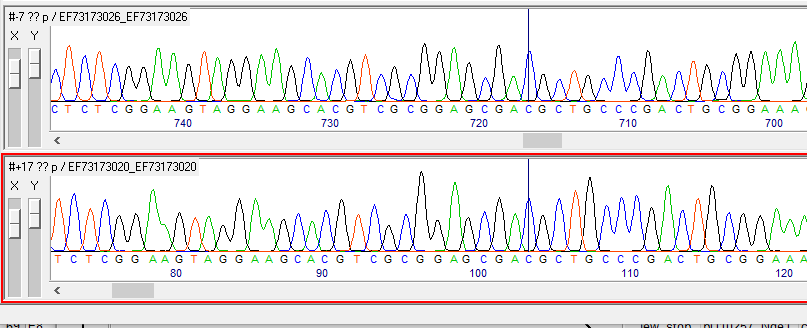 #-7 ?? p / EF73173026_EF73173026
X Y
C T C T C G G A A G T A G G A A G C A C G T C G C G G A G C G A C G C T G C C C G A C T G C G G A A A
740 730 720 710 700
<
#+17 ?? p / EF73173020_EF73173020
X Y
T C T C G G A A G T A G G A A G C A C G T C G C G G A G C G A C G C T G C C C G A C T G C G G A A A
80 90 100 110 120
<